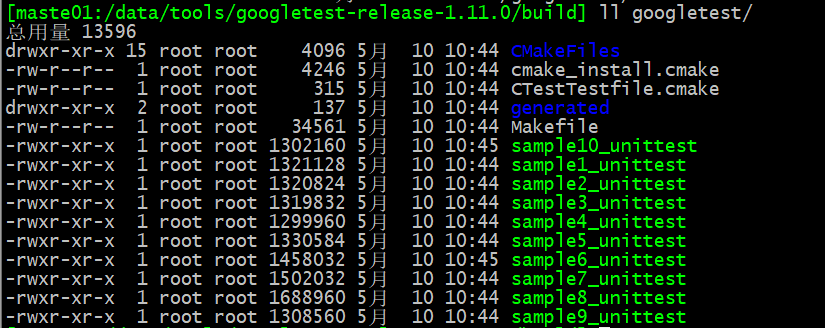 [maste01:/data/tools/googletest-release-1.11.0/build] ll googletest/
总用量 13596
drwxr-xr-x 15 root root 4096 5月 10 10:44 CMakeFiles
-rw-r--r-- 1 root root 4246 5月 10 10:44 cmake_install.cmake
-rw-r--r-- 1 root root 315 5月 10 10:44 CTestTestfile.cmake
drwxr-xr-x 2 root root 137 5月 10 10:44 generated
-rw-r--r-- 1 root root 34561 5月 10 10:44 Makefile
-rwxr-xr-x 1 root root 1302160 5月 10 10:45 sample10_unittest
-rwxr-xr-x 1 root root 1321128 5月 10 10:44 sample1_unittest
-rwxr-xr-x 1 root root 1320824 5月 10 10:44 sample2_unittest
-rwxr-xr-x 1 root root 1319832 5月 10 10:44 sample3_unittest
-rwxr-xr-x 1 root root 1299960 5月 10 10:44 sample4_unittest
-rwxr-xr-x 1 root root 1330584 5月 10 10:44 sample5_unittest
-rwxr-xr-x 1 root root 1458032 5月 10 10:45 sample6_unittest
-rwxr-xr-x 1 root root 1502032 5月 10 10:44 sample7_unittest
-rwxr-xr-x 1 root root 1688960 5月 10 10:44 sample8_unittest
-rwxr-xr-x 1 root root 1308560 5月 10 10:44 sample9_unittest